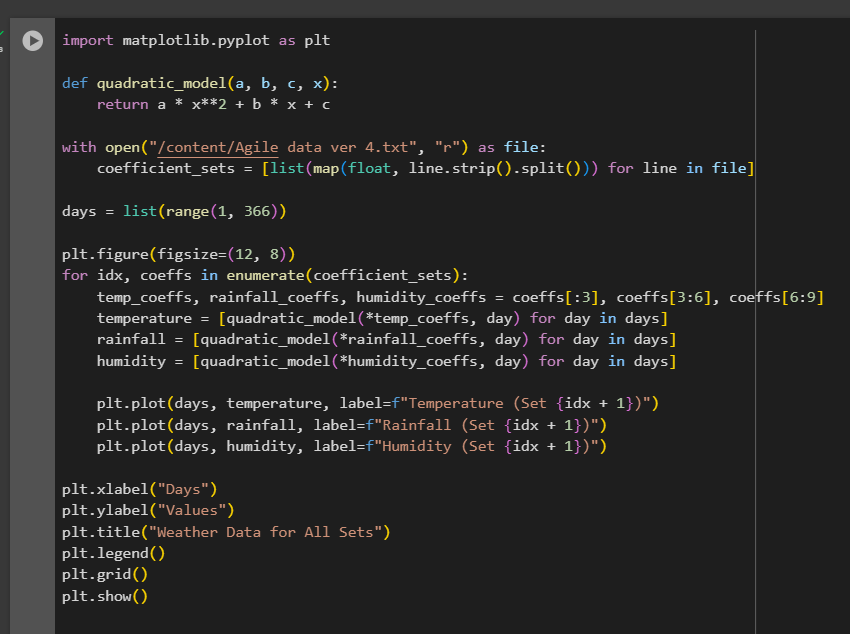 import matplotlib.pyplot as plt
def quadratic_model(a, b, c, x):
    return a * x**2 + b * x + c
with open("/content/Agile data ver 4.txt", "r") as file:
    coefficient_sets = [list(map(float, line.strip().split())) for line in file]
days = list(range(1, 366))
plt.figure(figsize=(12, 8))
for idx, coeffs in enumerate(coefficient_sets):
    temp_coeffs, rainfall_coeffs, humidity_coeffs = coeffs[:3], coeffs[3:6], coeffs[6:9]
    temperature = [quadratic_model(*temp_coeffs, day) for day in days]
    rainfall = [quadratic_model(*rainfall_coeffs, day) for day in days]
    humidity = [quadratic_model(*humidity_coeffs, day) for day in days]
    plt.plot(days, temperature, label=f"Temperature (Set {idx + 1})")
    plt.plot(days, rainfall, label=f"Rainfall (Set {idx + 1})")
    plt.plot(days, humidity, label=f"Humidity (Set {idx + 1})")
plt.xlabel("Days")
plt.ylabel("Values")
plt.title("Weather Data for All Sets")
plt.legend()
plt.grid()
plt.show()